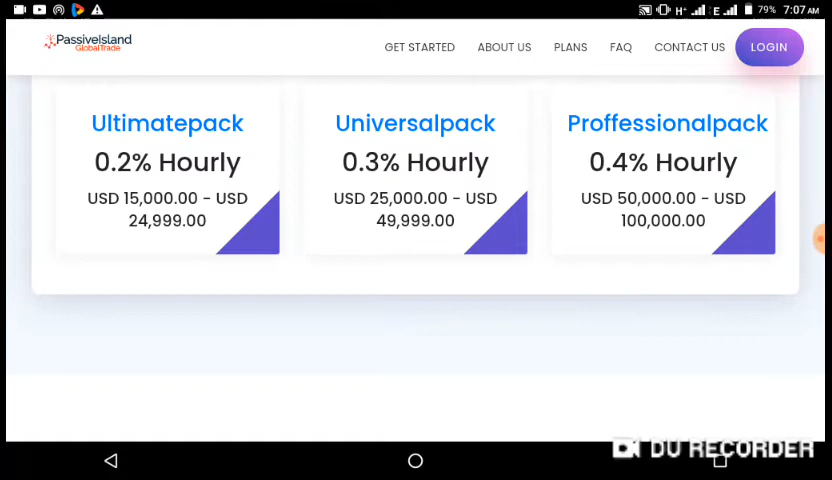 H+ E 79% 7:07 AM
PassiveIsland
GlobalTrade
GET STARTED ABOUT US PLANS FAQ CONTACT US LOGIN
Ultimatepack Universalpack Proffessionalpack
0.2% Hourly 0.3% Hourly 0.4% Hourly
USD 15,000.00 - USD USD 25,000.00 - USD USD 50,000.00 - USD
24,999.00 49,999.00 100,000.00
DU RECORDER